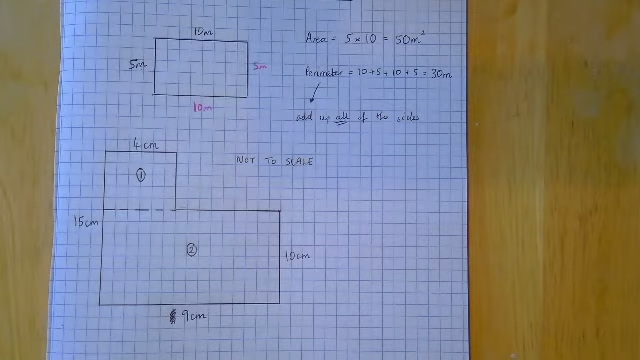 10m
Area = 5 × 10 = 50m²
5m
5m
Perimeter = 10+5+10+5 = 30m
10m
add up all of the sides
4cm
NOT TO SCALE
①
15cm
②
10cm
9cm